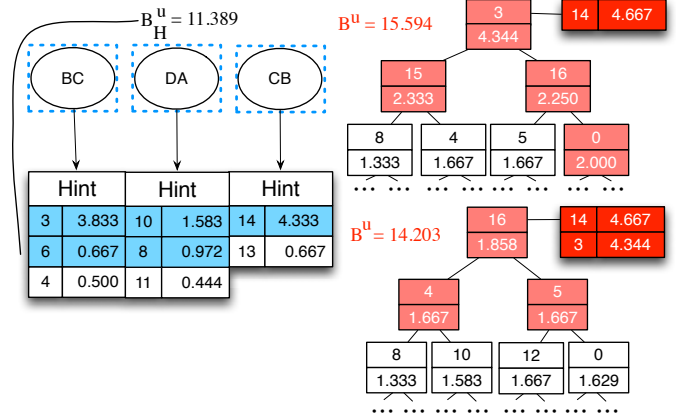 B^u_H = 11.389
BC DA CB
Hint Hint Hint
3 3.833 10 1.583 14 4.333
6 0.667 8 0.972 13 0.667
4 0.500 11 0.444
B^u = 15.594
3 14 4.667
4.344
15 16
2.333 2.250
8 4 5 0
1.333 1.667 1.667 2.000
... ... ... ... ... ... ... ...
B^u = 14.203
16 14 4.667
1.858 3 4.344
4 5
1.667 1.667
8 10 12 0
1.333 1.583 1.667 1.629
... ... ... ... ... ... ... ...